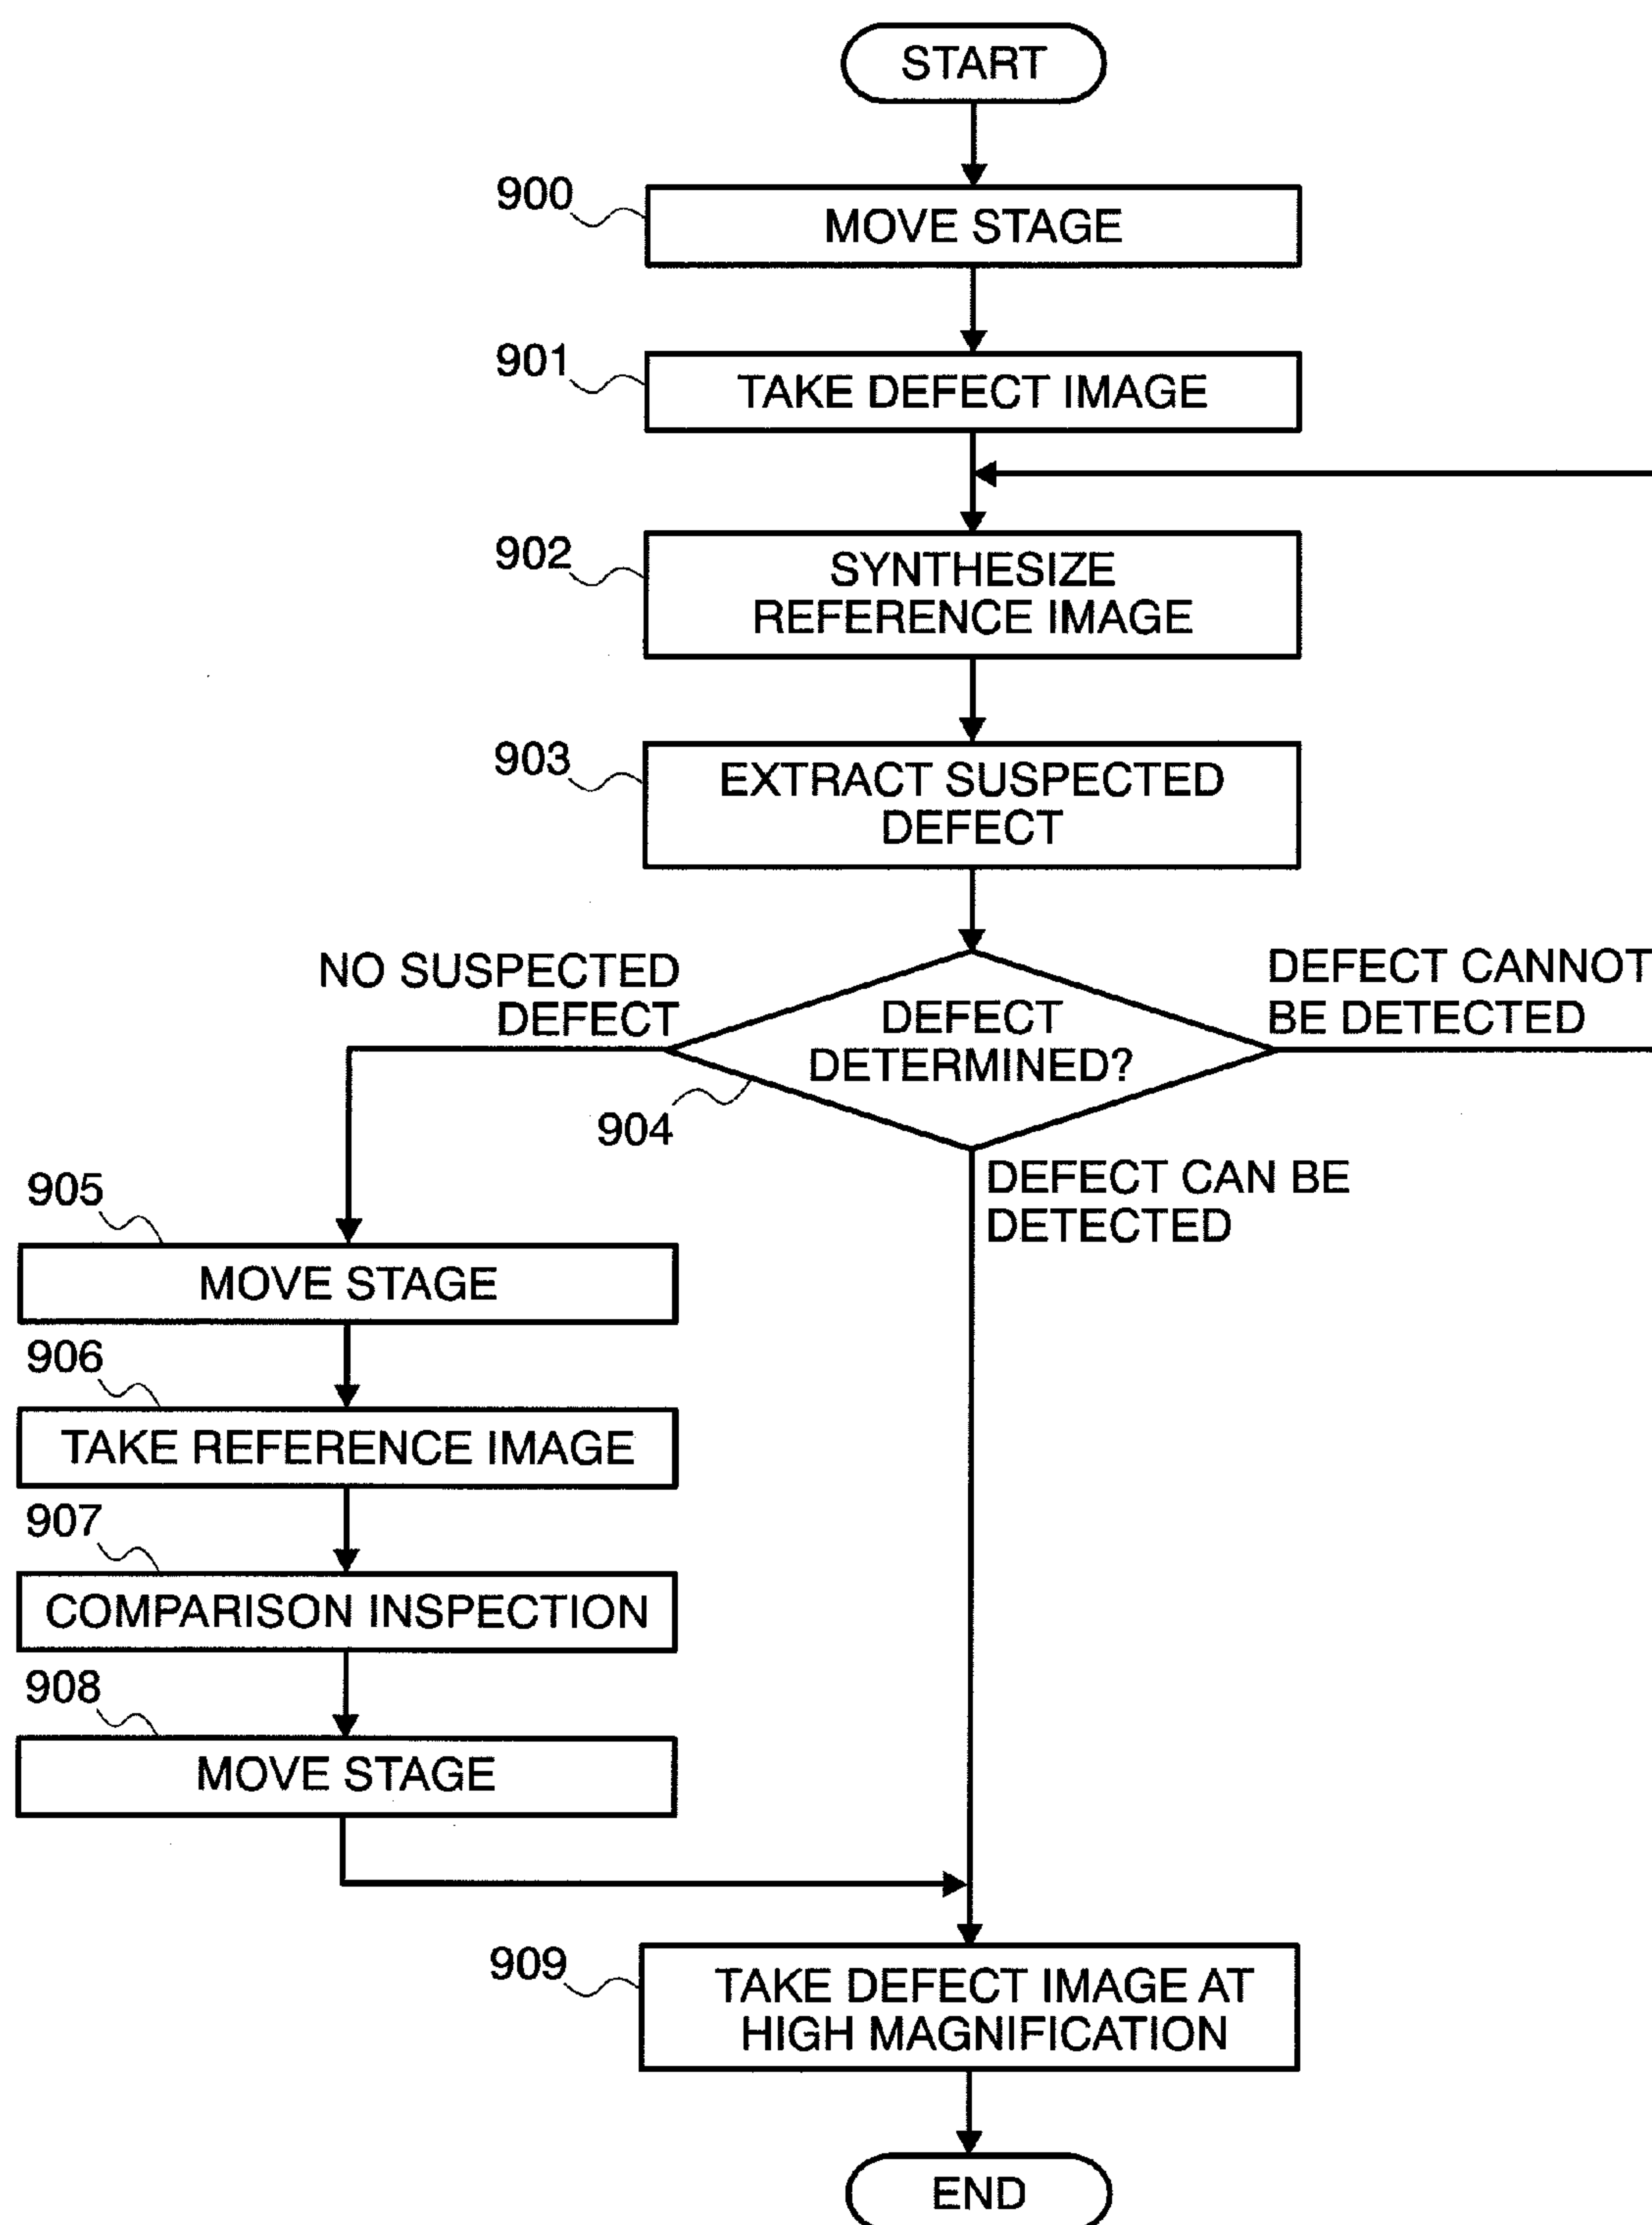 START
900
MOVE STAGE
901
TAKE DEFECT IMAGE
902
SYNTHESIZE
REFERENCE IMAGE
903
EXTRACT SUSPECTED
DEFECT
NO SUSPECTED
DEFECT
DEFECT
DETERMINED?
904
DEFECT CANNOT
BE DETECTED
DEFECT CAN BE
DETECTED
905
MOVE STAGE
906
TAKE REFERENCE IMAGE
907
COMPARISON INSPECTION
908
MOVE STAGE
909
TAKE DEFECT IMAGE AT
HIGH MAGNIFICATION
END